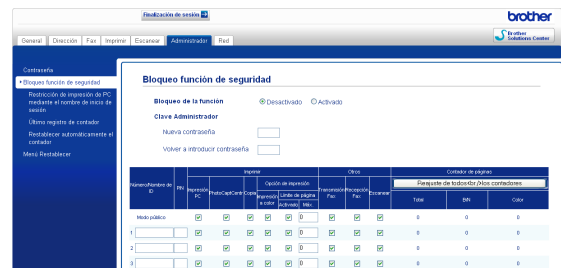 Finalización de sesión
brother
General Dirección Fax Imprimir Escanear Administrador Red
Brother
Solutions Center
Contraseña
Bloqueo función de seguridad
Restricción de impresión de PC
mediante el nombre de inicio de
sesión
Último registro de contador
Restablecer automáticamente el
contador
Menú Restablecer
Bloqueo función de seguridad
Bloqueo de la función Desactivado Activado
Clave Administrador
Nueva contraseña
Volver a introducir contraseña
Imprimir Otros Contador de páginas
Número/Nombre de ID PIN Impresión PC PhotoCaptCentr Copia Opción de impresión Transmisión Fax Recepción Fax Escanear Reajuste de todos<br/>los contadores
Impresión a color Límite de página Total B/N Color
Activado Máx.
Modo público 0 0 0 0
1 0 0 0 0
2 0 0 0 0
3 0 0 0 0